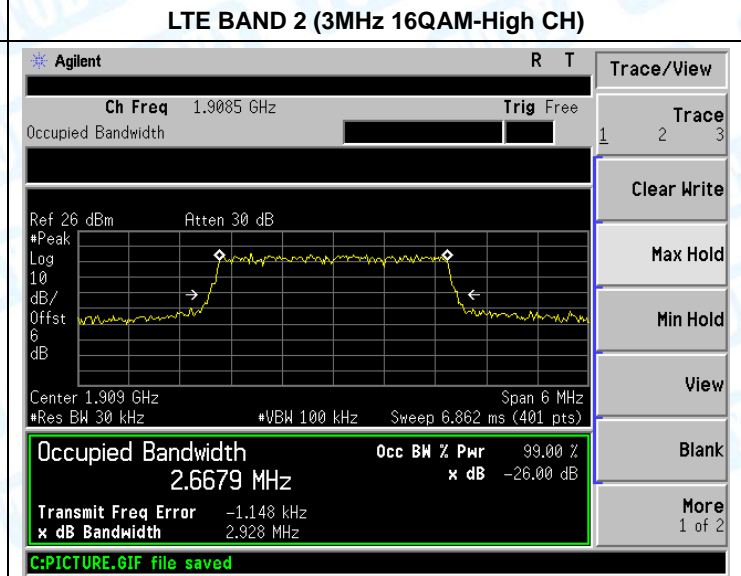 LTE BAND 2 (3MHz 16QAM-High CH)
Agilent R T
Ch Freq 1.9085 GHz Trig Free
Occupied Bandwidth
Ref 26 dBm Atten 30 dB
#Peak
Log
10
dB/
Offst
6
dB
Center 1.909 GHz Span 6 MHz
#Res BW 30 kHz #VBW 100 kHz Sweep 6.862 ms (401 pts)
Occupied Bandwidth Occ BW % Pwr 99.00 %
2.6679 MHz x dB -26.00 dB
Transmit Freq Error -1.148 kHz
x dB Bandwidth 2.928 MHz
C:PICTURE.GIF file saved
Trace/View
Trace
1 2 3
Clear Write
Max Hold
Min Hold
View
Blank
More
1 of 2